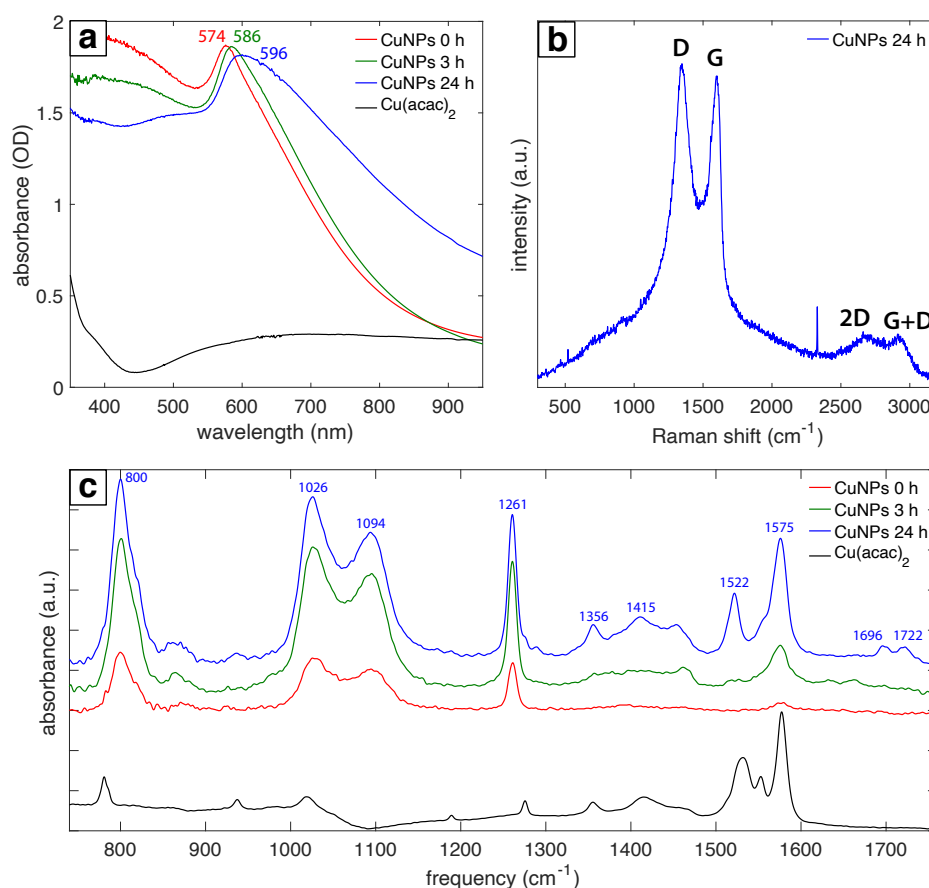 a
574
586
596
CuNPs 0 h
CuNPs 3 h
CuNPs 24 h
Cu(acac)₂
absorbance (OD)
2
1.5
1
0.5
0
400 500 600 700 800 900
wavelength (nm)
b
CuNPs 24 h
D
G
2D
G+D
intensity (a.u.)
500 1000 1500 2000 2500 3000
Raman shift (cm⁻¹)
c
800
1026
1094
1261
1356
1415
1522
1575
1696
1722
CuNPs 0 h
CuNPs 3 h
CuNPs 24 h
Cu(acac)₂
absorbance (a.u.)
800 900 1000 1100 1200 1300 1400 1500 1600 1700
frequency (cm⁻¹)